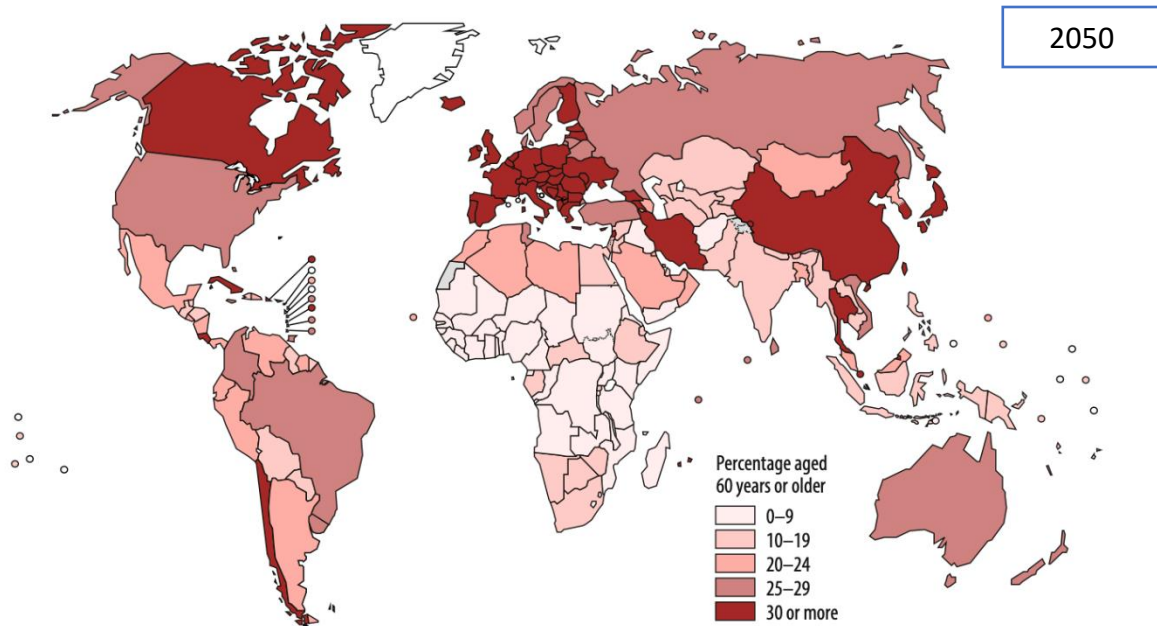 2050
Percentage aged
60 years or older
0–9
10–19
20–24
25–29
30 or more